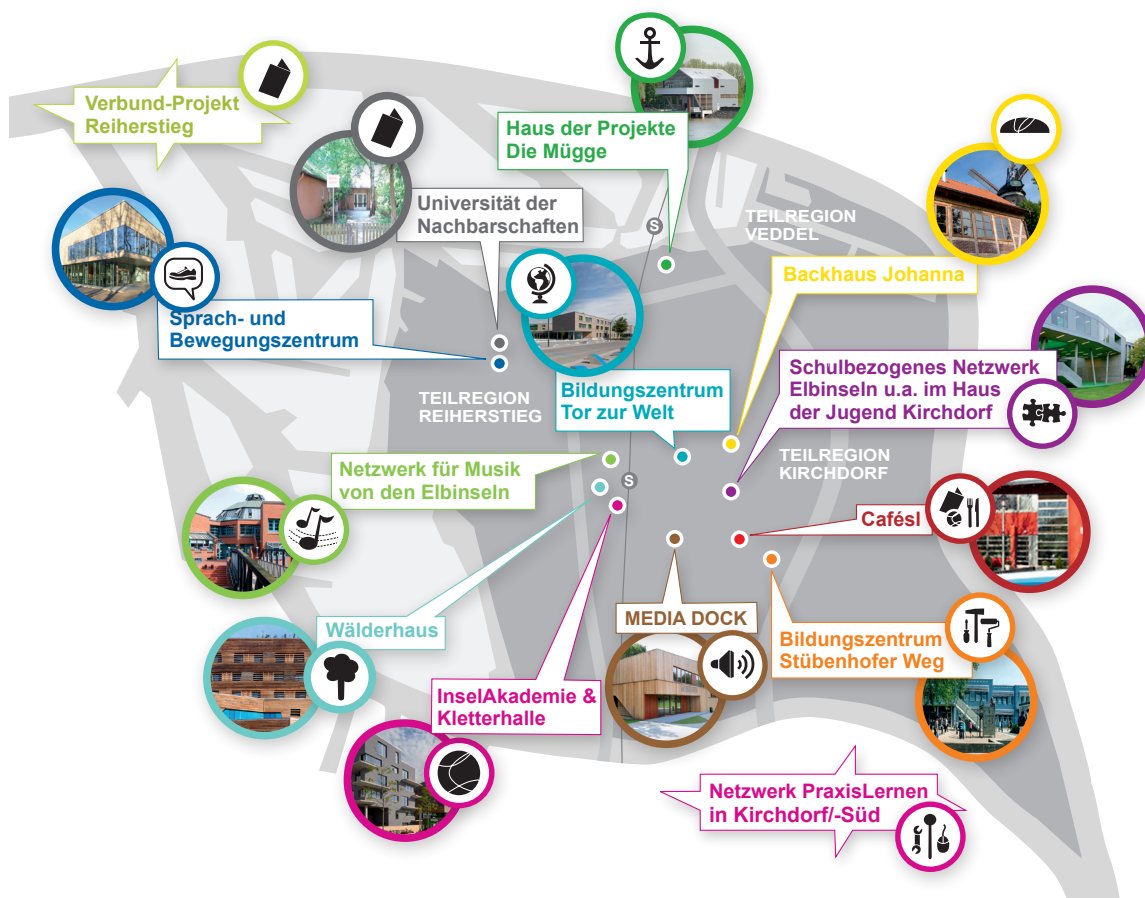 Verbund-Projekt
Reiherstieg
Haus der Projekte
Die Mügge
Universität der
Nachbarschaften
S
TEILREGION
VEDDEL
Backhaus Johanna
Sprach- und
Bewegungszentrum
TEILREGION
REIHERSTIEG
Bildungszentrum
Tor zur Welt
Schulbezogenes Netzwerk
Elbinseln u.a. im Haus
der Jugend Kirchdorf
Netzwerk für Musik
von den Elbinseln
S
TEILREGION
KIRCHDORF
CafésI
Wälderhaus
MEDIA DOCK
Bildungszentrum
Stübenhofer Weg
InselAkademie &
Kletterhalle
Netzwerk PraxisLernen
in Kirchdorf/-Süd